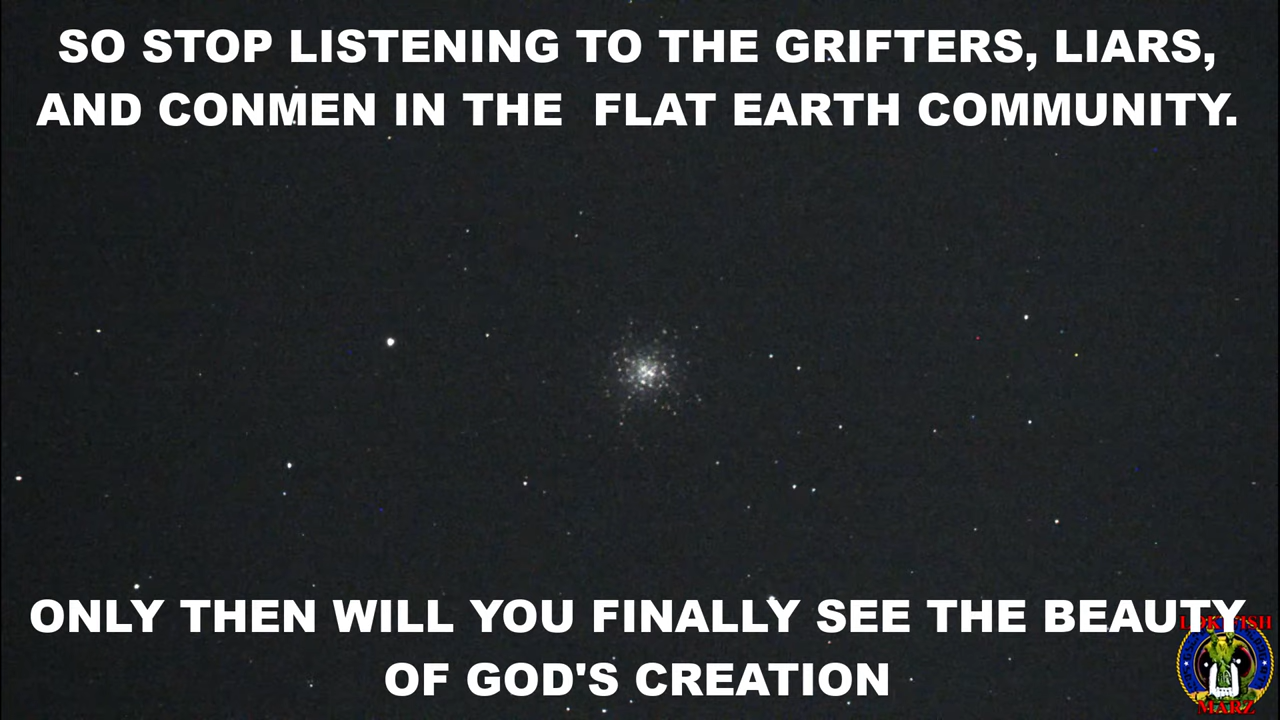 SO STOP LISTENING TO THE GRIFTERS, LIARS,
AND CONMEN IN THE FLAT EARTH COMMUNITY.
ONLY THEN WILL YOU FINALLY SEE THE BEAUTY
OF GOD'S CREATION
MARZ